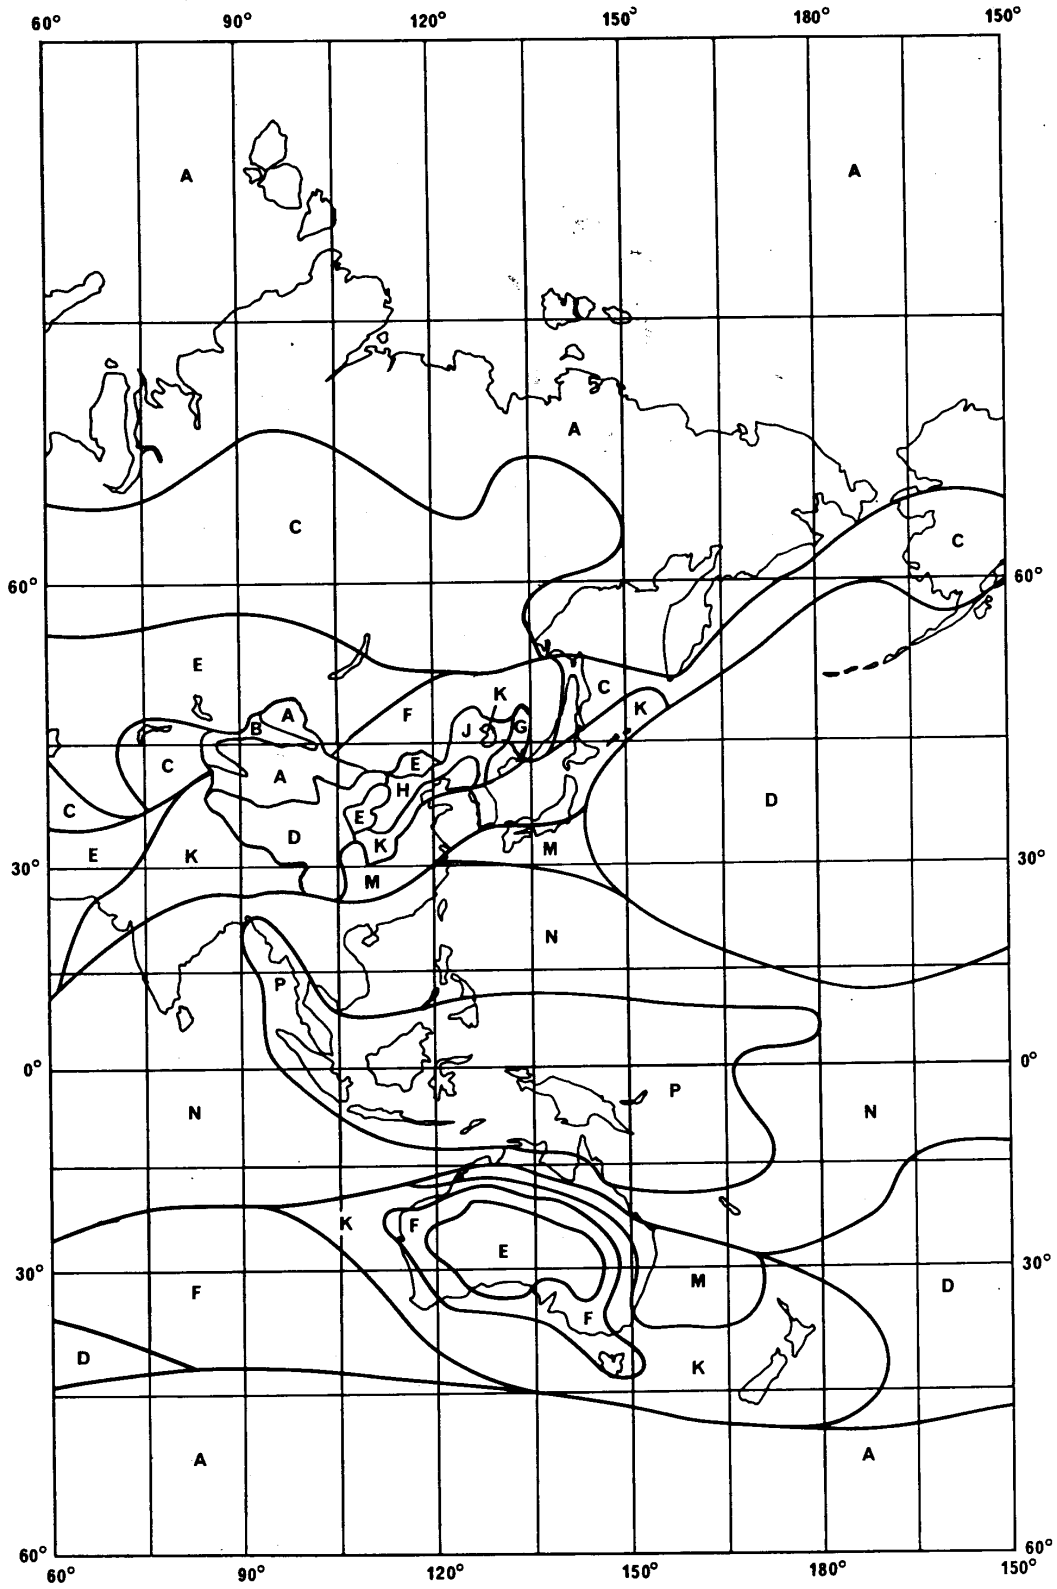 60° 90° 120° 150° 180° 150°
A A
A
C C
60° 60°
E
K C
A F K
B J G
C A E
H D
C E
D K
E K M
30° 30°
M
N
P
0° P 0°
N N
K F
E
30° M 30°
F D
F
D K
A A
60° 60°
60° 90° 120° 150° 180° 150°